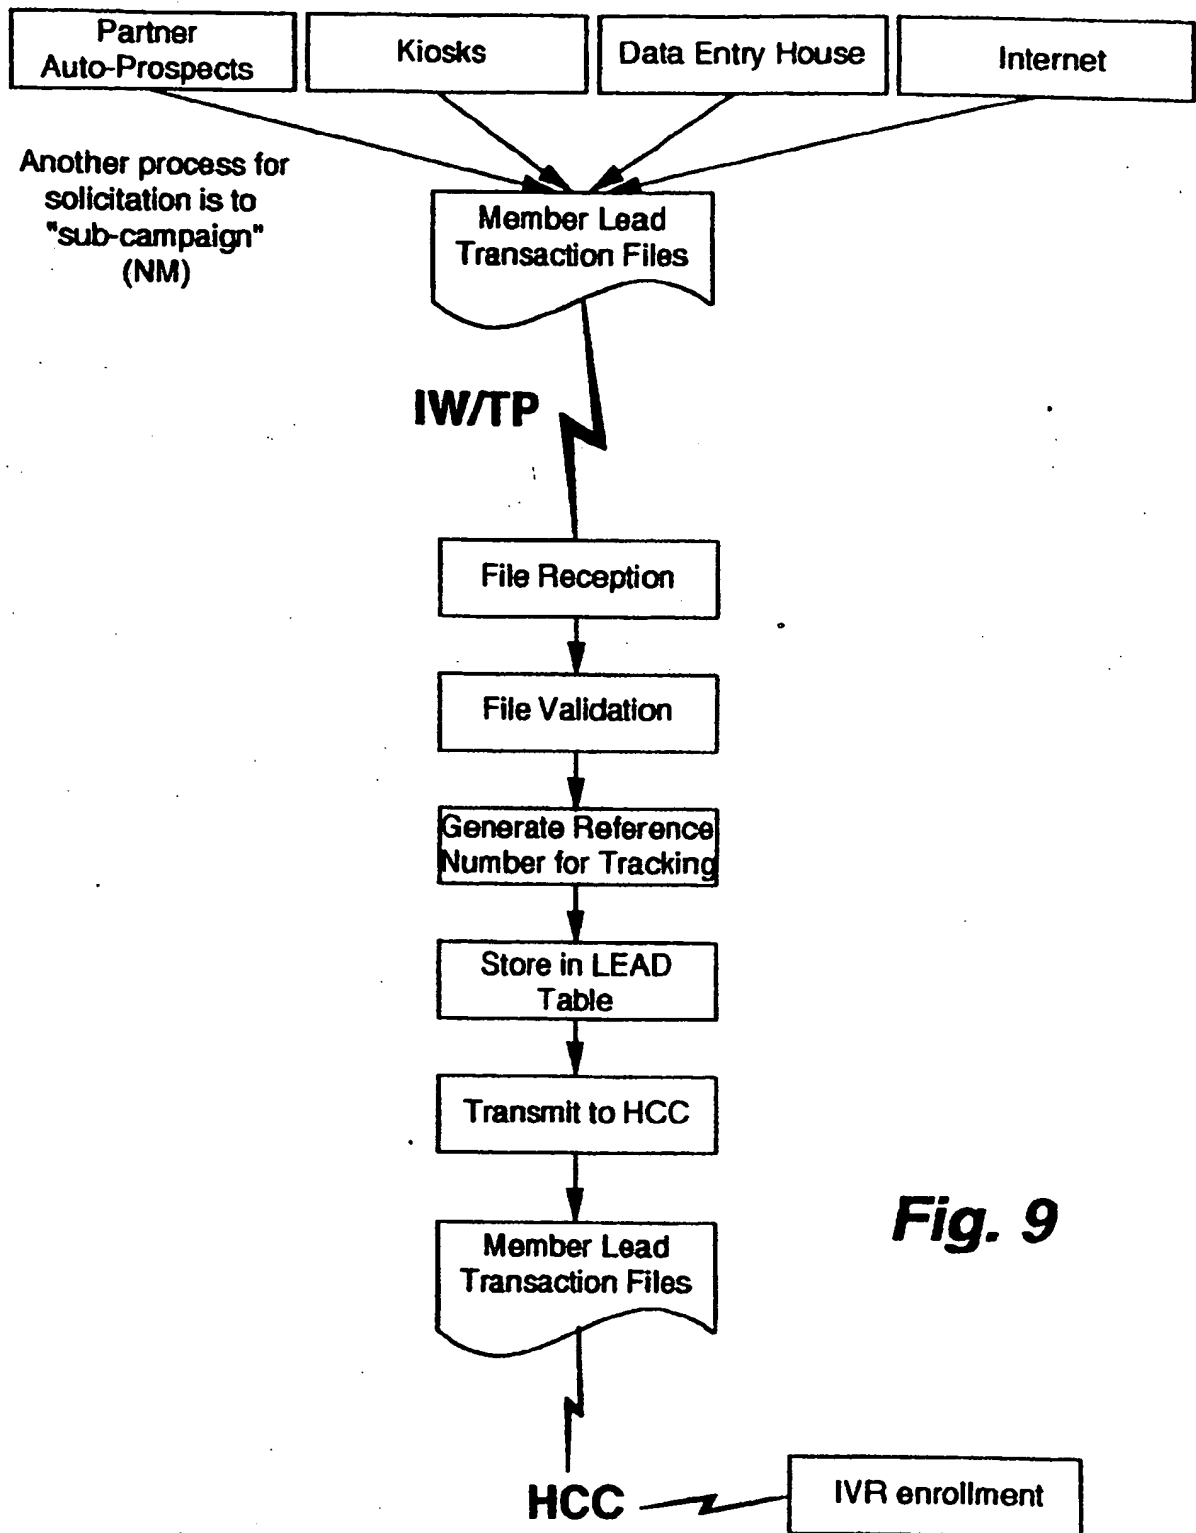 Partner
Auto-Prospects
Kiosks
Data Entry House
Internet
Another process for
solicitation is to
"sub-campaign"
(NM)
Member Lead
Transaction Files
IW/TP
File Reception
File Validation
Generate Reference
Number for Tracking
Store in LEAD
Table
Transmit to HCC
Member Lead
Transaction Files
Fig. 9
HCC
IVR enrollment